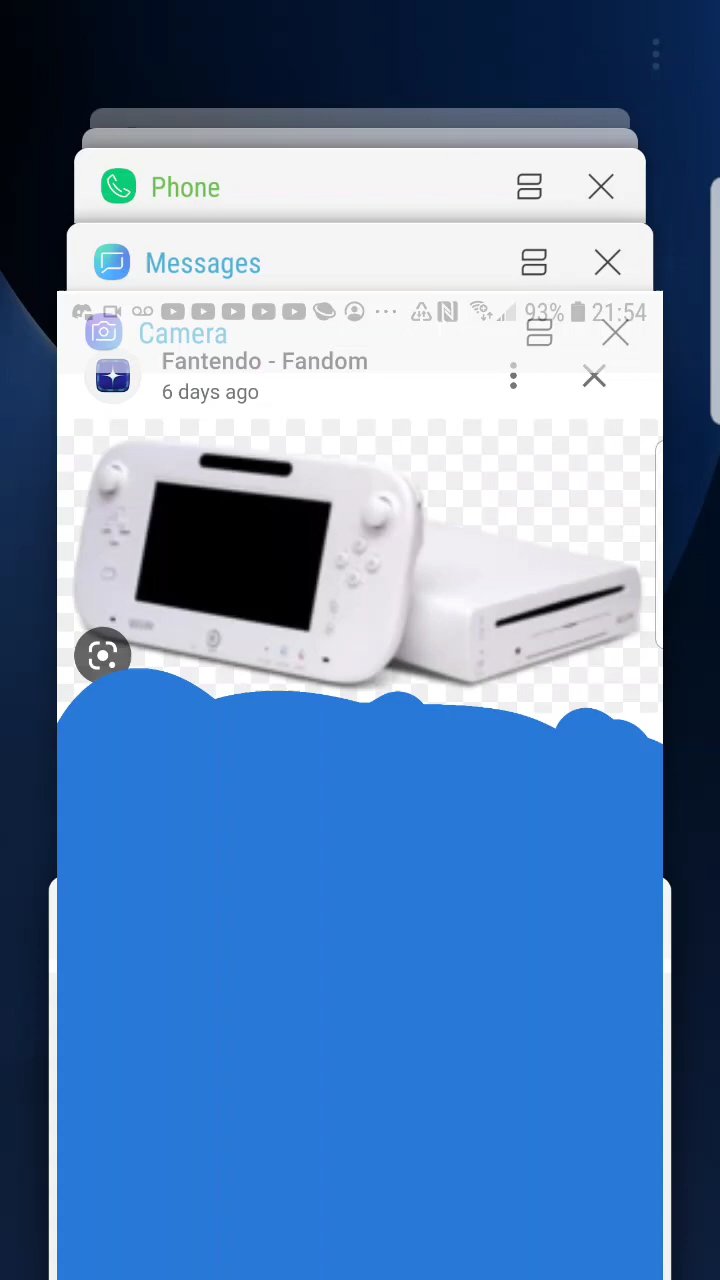 Phone
Messages
93% 21:54
Camera
Fantendo - Fandom
6 days ago